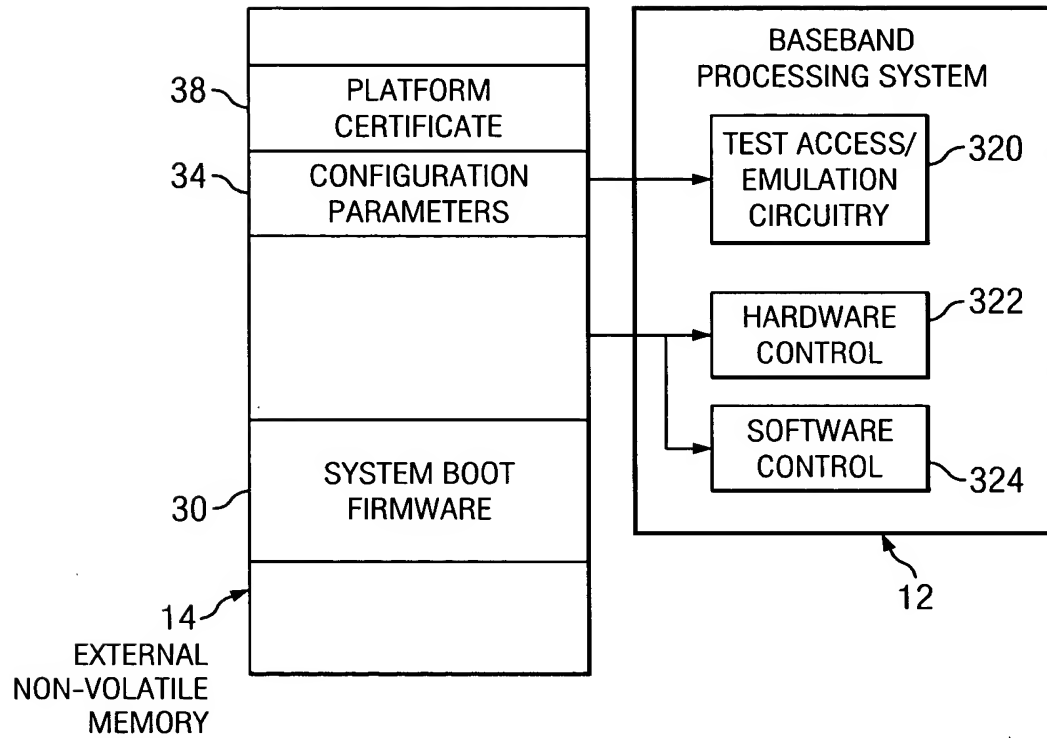 38
PLATFORM
CERTIFICATE
34
CONFIGURATION
PARAMETERS
30
SYSTEM BOOT
FIRMWARE
14
EXTERNAL
NON-VOLATILE
MEMORY
BASEBAND
PROCESSING SYSTEM
TEST ACCESS/
EMULATION
CIRCUITRY
320
HARDWARE
CONTROL
322
SOFTWARE
CONTROL
324
12